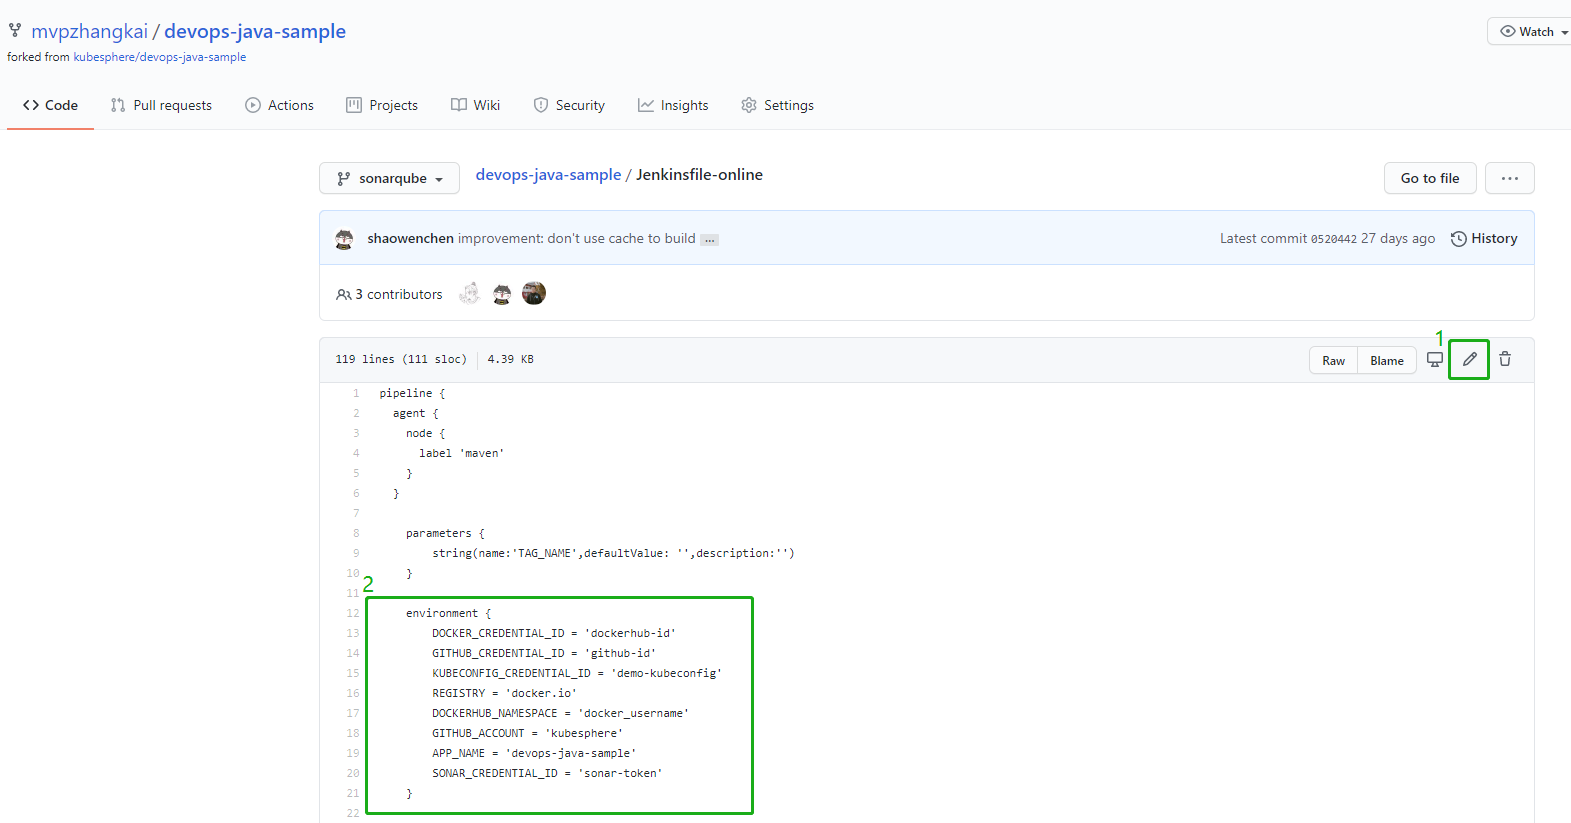 mvpzhangkai / devops-java-sample
Watch
forked from kubesphere/devops-java-sample
Code Pull requests Actions Projects Wiki Security Insights Settings
sonarqube devops-java-sample / Jenkinsfile-online Go to file ...
shaowenchen improvement: don't use cache to build ... Latest commit 0520442 27 days ago History
3 contributors
1
119 lines (111 sloc) 4.39 KB Raw Blame
1 pipeline {
2 agent {
3 node {
4 label 'maven'
5 }
6 }
7
8 parameters {
9 string(name:'TAG_NAME',defaultValue: '',description:'')
10 }
2
11
12 environment {
13 DOCKER_CREDENTIAL_ID = 'dockerhub-id'
14 GITHUB_CREDENTIAL_ID = 'github-id'
15 KUBECONFIG_CREDENTIAL_ID = 'demo-kubeconfig'
16 REGISTRY = 'docker.io'
17 DOCKERHUB_NAMESPACE = 'docker_username'
18 GITHUB_ACCOUNT = 'kubesphere'
19 APP_NAME = 'devops-java-sample'
20 SONAR_CREDENTIAL_ID = 'sonar-token'
21 }
22